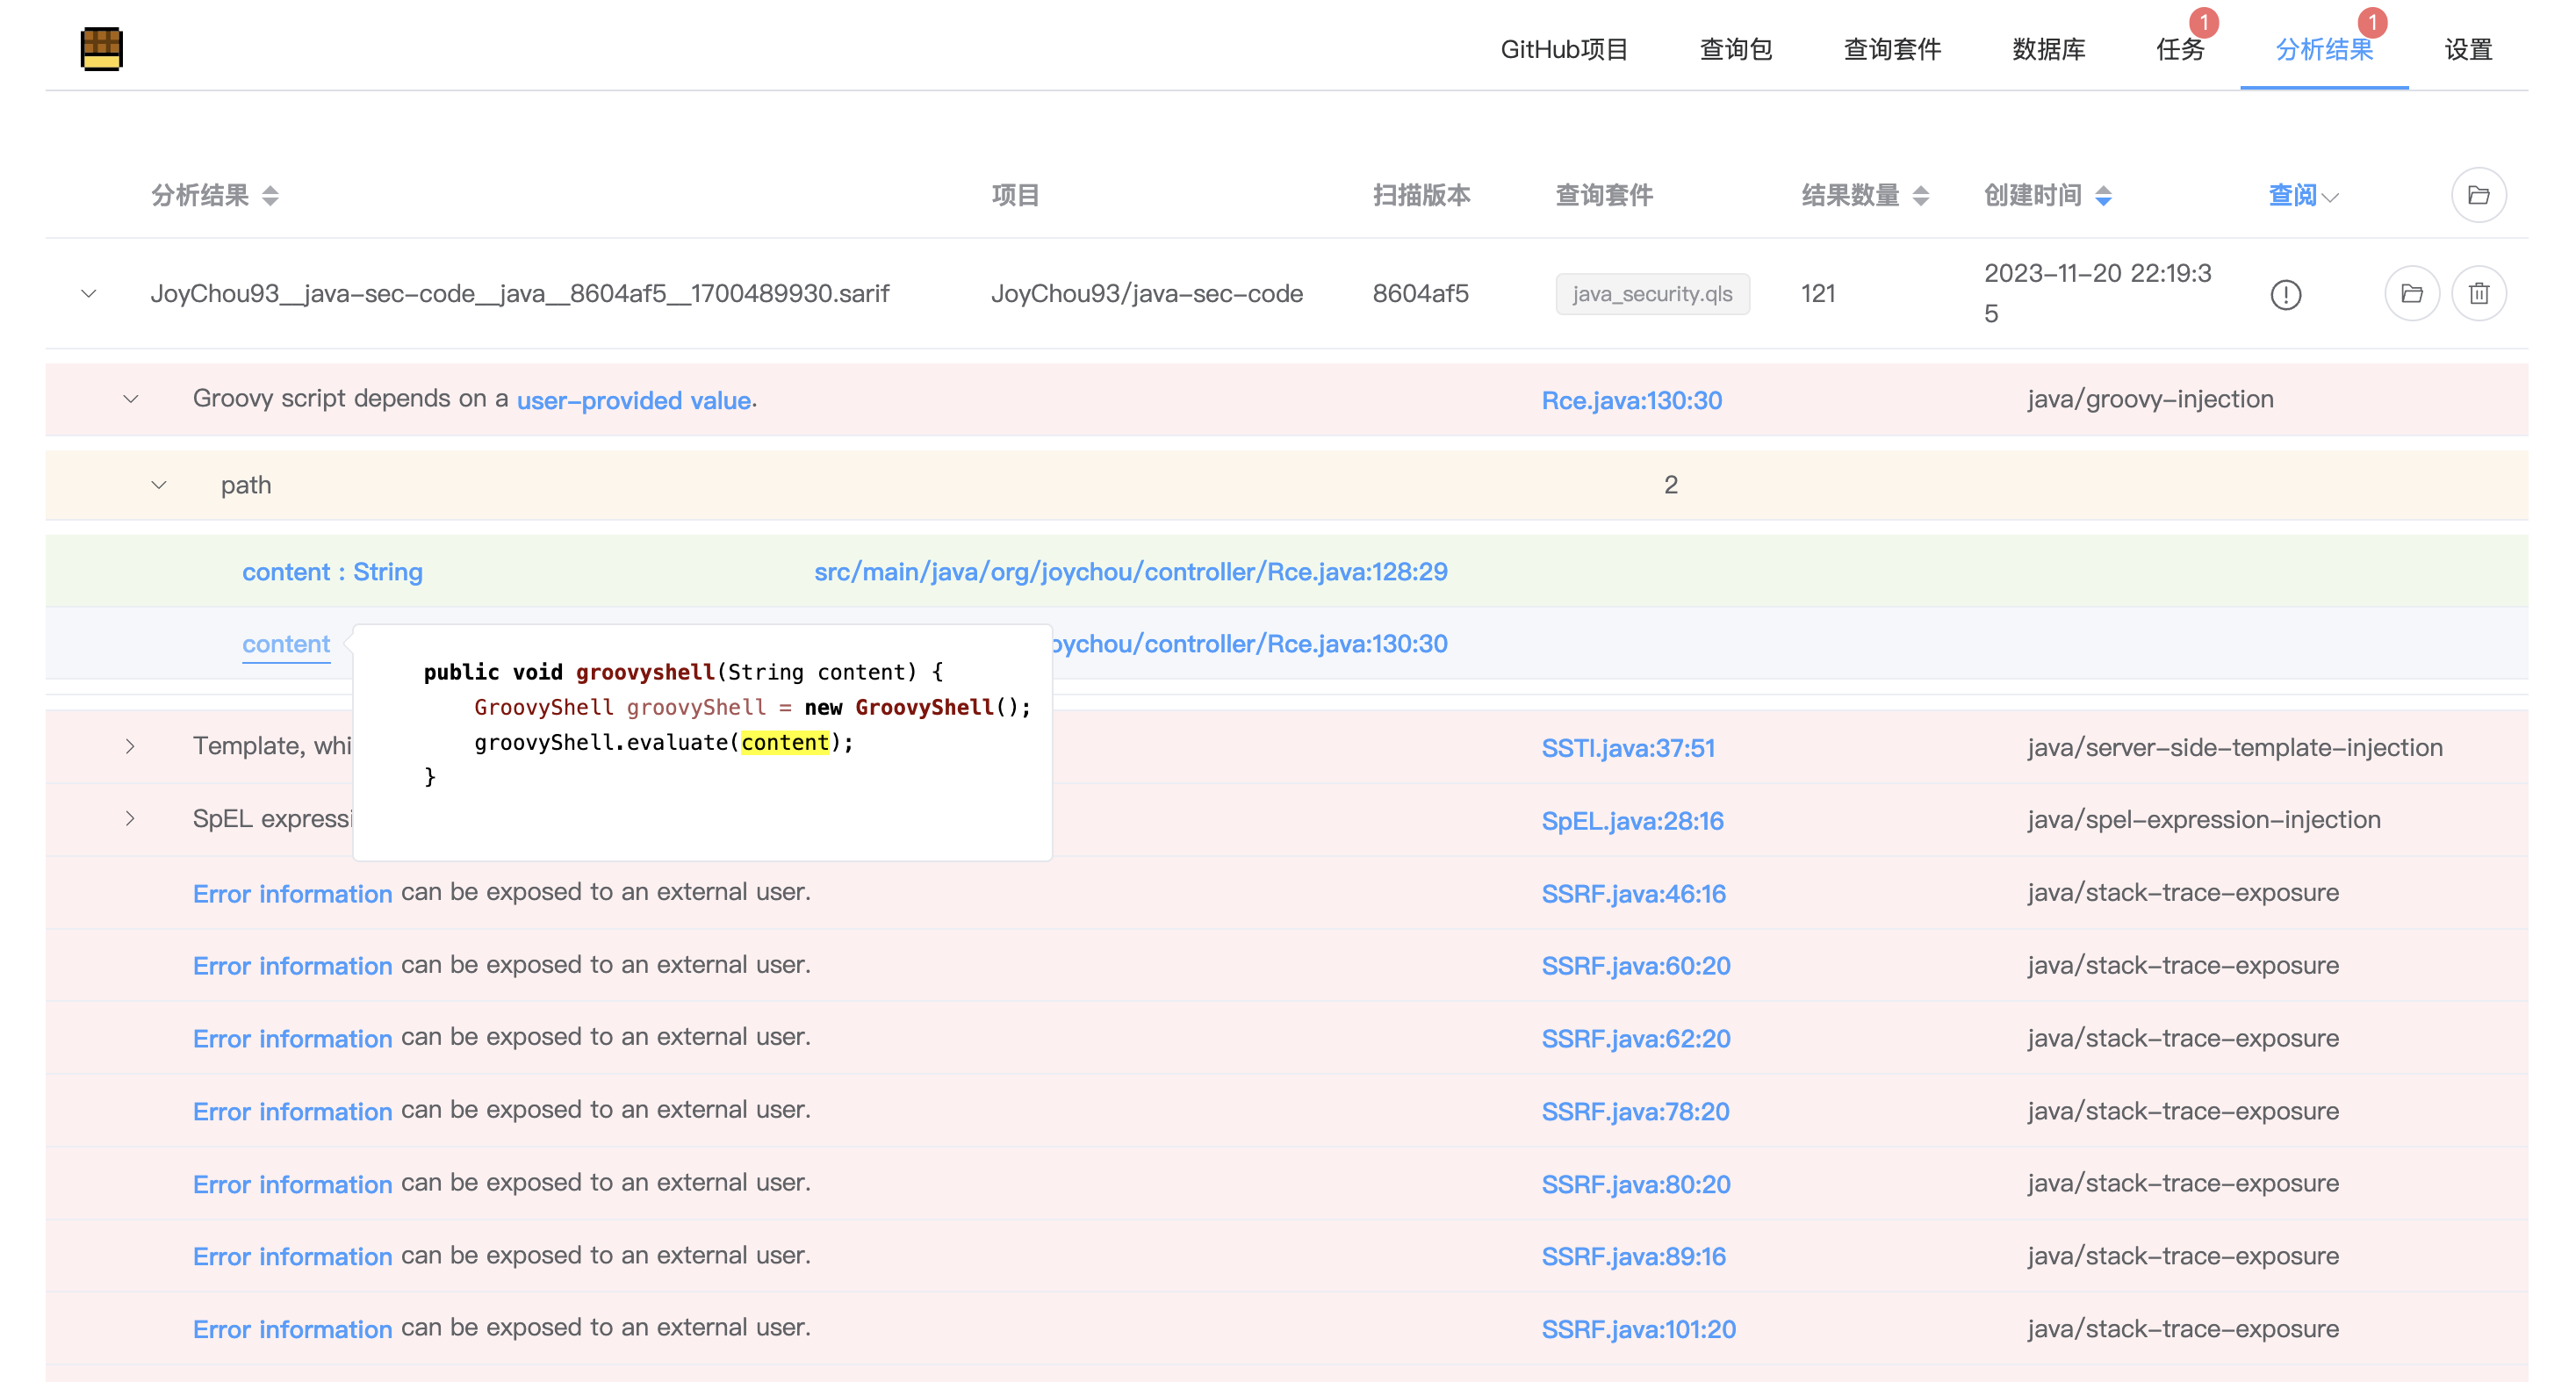 GitHub项目 查询包 查询套件 数据库 任务 1 分析结果 1 设置
分析结果 项目 扫描版本 查询套件 结果数量 创建时间 查阅
JoyChou93__java-sec-code__java__8604af5__1700489930.sarif JoyChou93/java-sec-code 8604af5 java_security.qls 121 2023-11-20 22:19:3
5
Groovy script depends on a user-provided value. Rce.java:130:30 java/groovy-injection
path 2
content : String src/main/java/org/joychou/controller/Rce.java:128:29
content oychou/controller/Rce.java:130:30
public void groovyshell(String content) {
GroovyShell groovyShell = new GroovyShell();
groovyShell.evaluate(content);
}
Template, whi SSTI.java:37:51 java/server-side-template-injection
SpEL expressi SpEL.java:28:16 java/spel-expression-injection
Error information can be exposed to an external user. SSRF.java:46:16 java/stack-trace-exposure
Error information can be exposed to an external user. SSRF.java:60:20 java/stack-trace-exposure
Error information can be exposed to an external user. SSRF.java:62:20 java/stack-trace-exposure
Error information can be exposed to an external user. SSRF.java:78:20 java/stack-trace-exposure
Error information can be exposed to an external user. SSRF.java:80:20 java/stack-trace-exposure
Error information can be exposed to an external user. SSRF.java:89:16 java/stack-trace-exposure
Error information can be exposed to an external user. SSRF.java:101:20 java/stack-trace-exposure